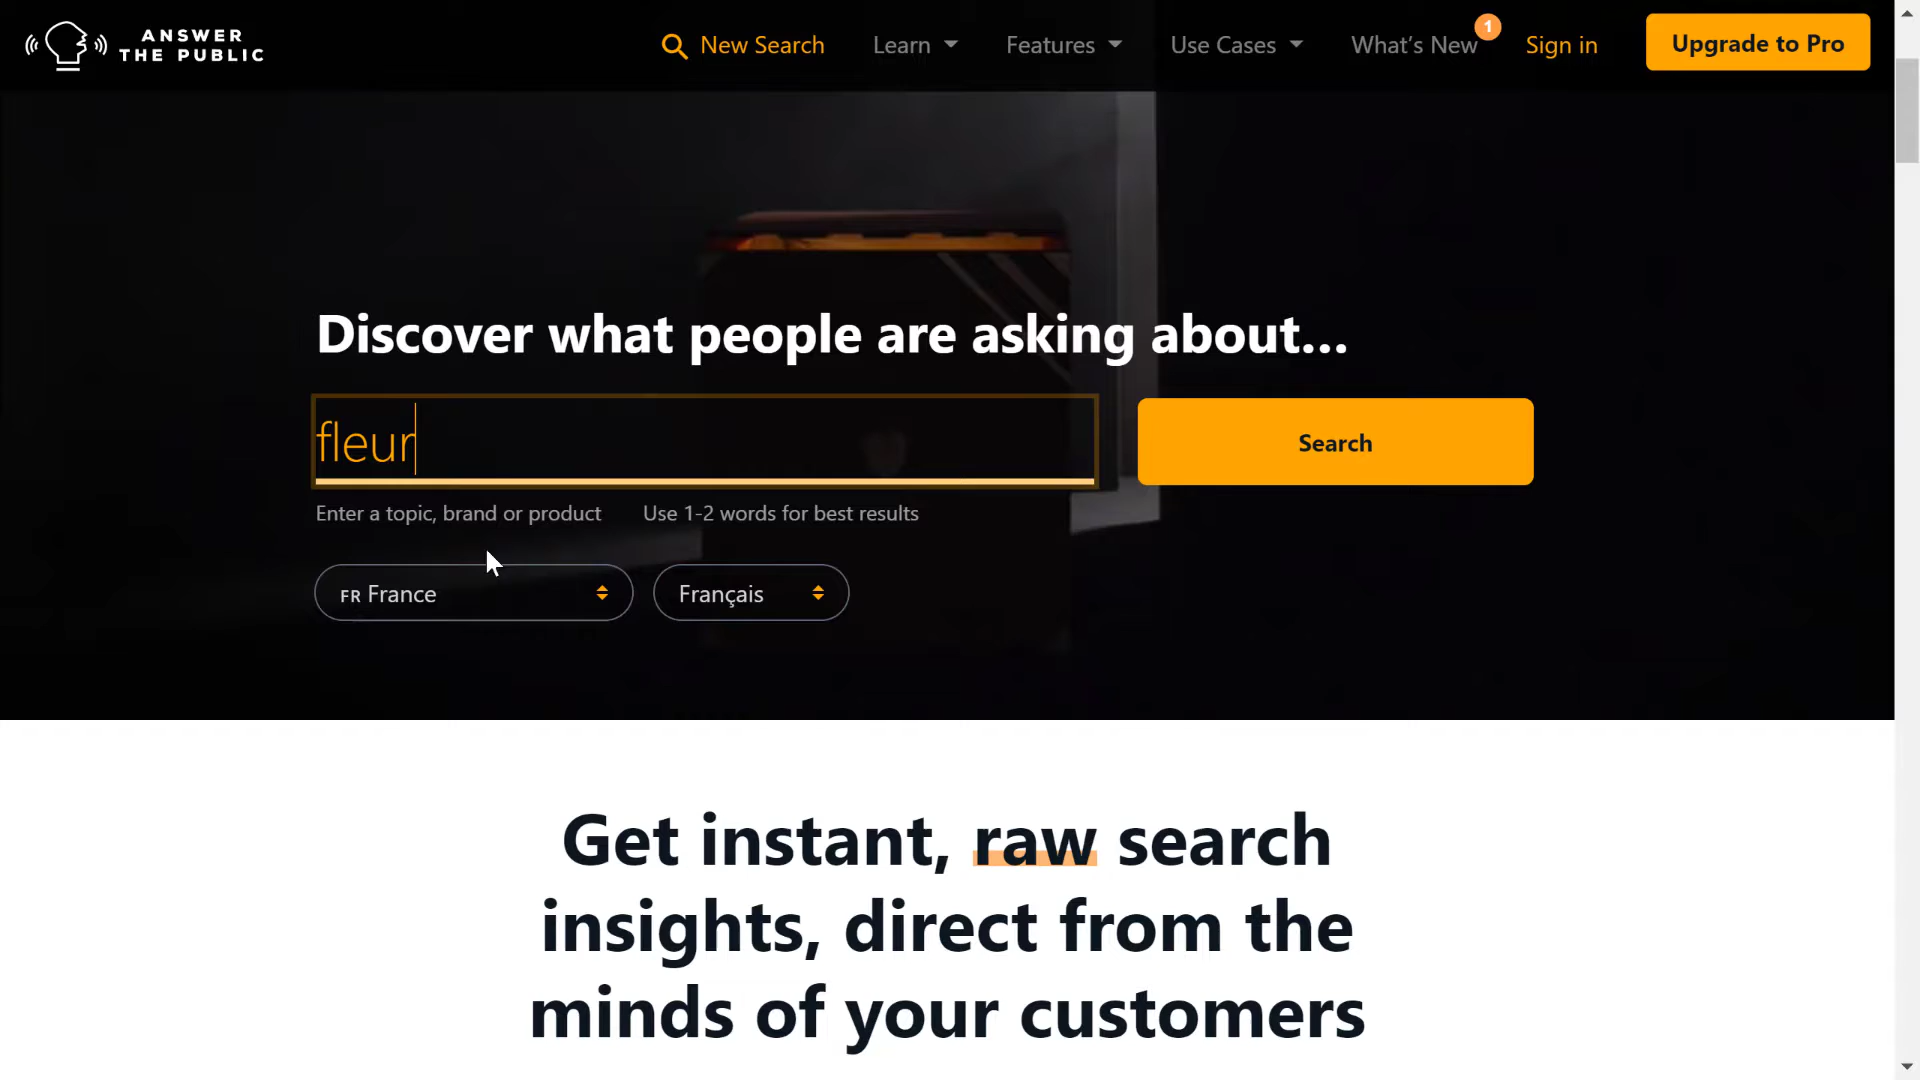 ANSWER
THE PUBLIC
New Search
Learn
Features
Use Cases
What's New
1
Sign in
Upgrade to Pro
Discover what people are asking about...
fleur
Search
Enter a topic, brand or product
Use 1-2 words for best results
FR France
Français
Get instant, raw search
insights, direct from the
minds of your customers